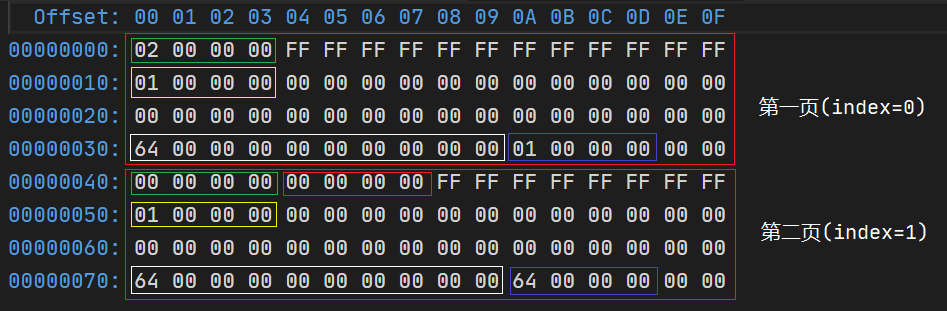 Offset: 00 01 02 03 04 05 06 07 08 09 0A 0B 0C 0D 0E 0F
00000000: 02 00 00 00 FF FF FF FF FF FF FF FF FF FF FF FF
00000010: 01 00 00 00 00 00 00 00 00 00 00 00 00 00 00 00
第一页(index=0)
00000020: 00 00 00 00 00 00 00 00 00 00 00 00 00 00 00 00
00000030: 64 00 00 00 00 00 00 00 00 00 01 00 00 00 00 00
00000040: 00 00 00 00 00 00 00 00 FF FF FF FF FF FF FF FF
00000050: 01 00 00 00 00 00 00 00 00 00 00 00 00 00 00 00
第二页(index=1)
00000060: 00 00 00 00 00 00 00 00 00 00 00 00 00 00 00 00
00000070: 64 00 00 00 00 00 00 00 00 00 64 00 00 00 00 00